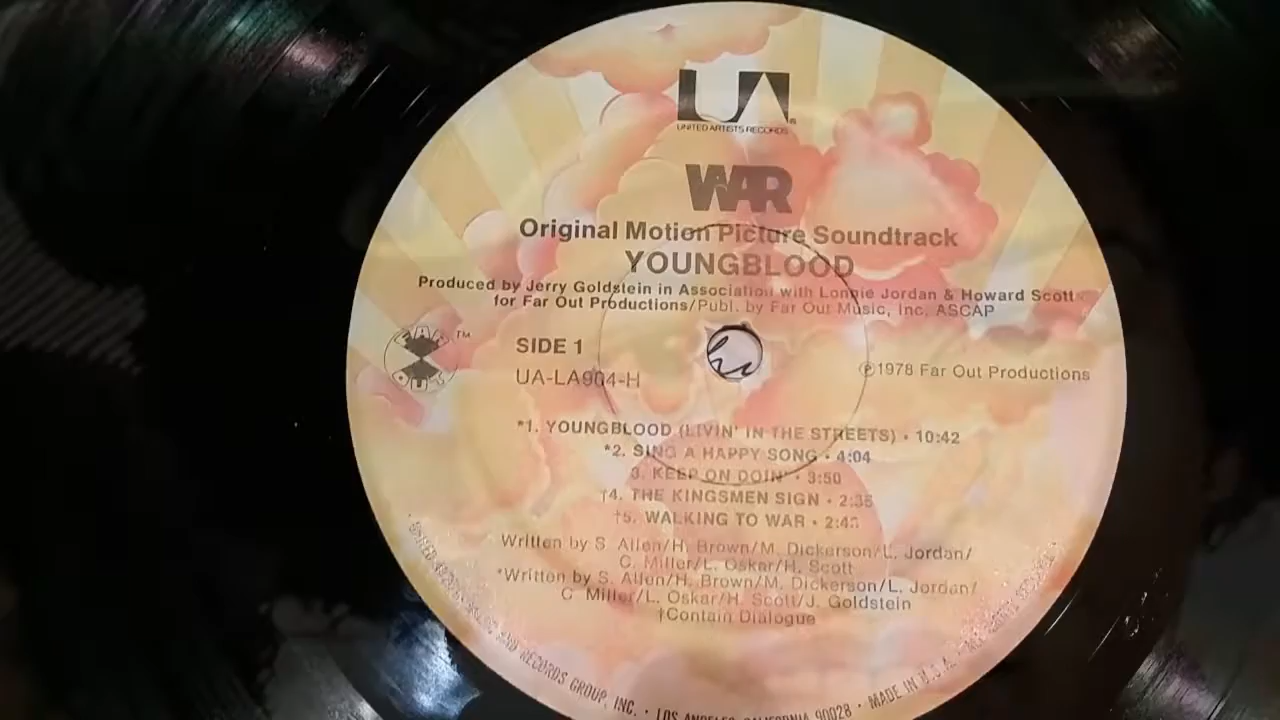 UA
UNITED ARTISTS RECORDS
WAR
Original Motion Picture Soundtrack
YOUNGBLOOD
Produced by Jerry Goldstein in Association with Lonnie Jordan & Howard Scott
for Far Out Productions/Publ. by Far Out Music, Inc. ASCAP
FAR OUT TM
SIDE 1
UA-LA904-H
℗1978 Far Out Productions
*1. YOUNGBLOOD (LIVIN' IN THE STREETS) • 10:42
*2. SING A HAPPY SONG • 4:04
3. KEEP ON DOIN' • 3:50
†4. THE KINGSMEN SIGN • 2:35
†5. WALKING TO WAR •
Written by S. Allen/H. Brown/M. Dickerson/L. Jordan/
C. Miller/L. Oskar/H. Scott
*Written by S. Allen/H. Brown/M. Dickerson/L. Jordan/
C. Miller/L. Oskar/H. Scott/J. Goldstein
†Contain Dialogue
AND RECORDS GROUP, INC. • LOS ANGELES, CALIFORNIA 90028 • MADE IN U.S.A. •